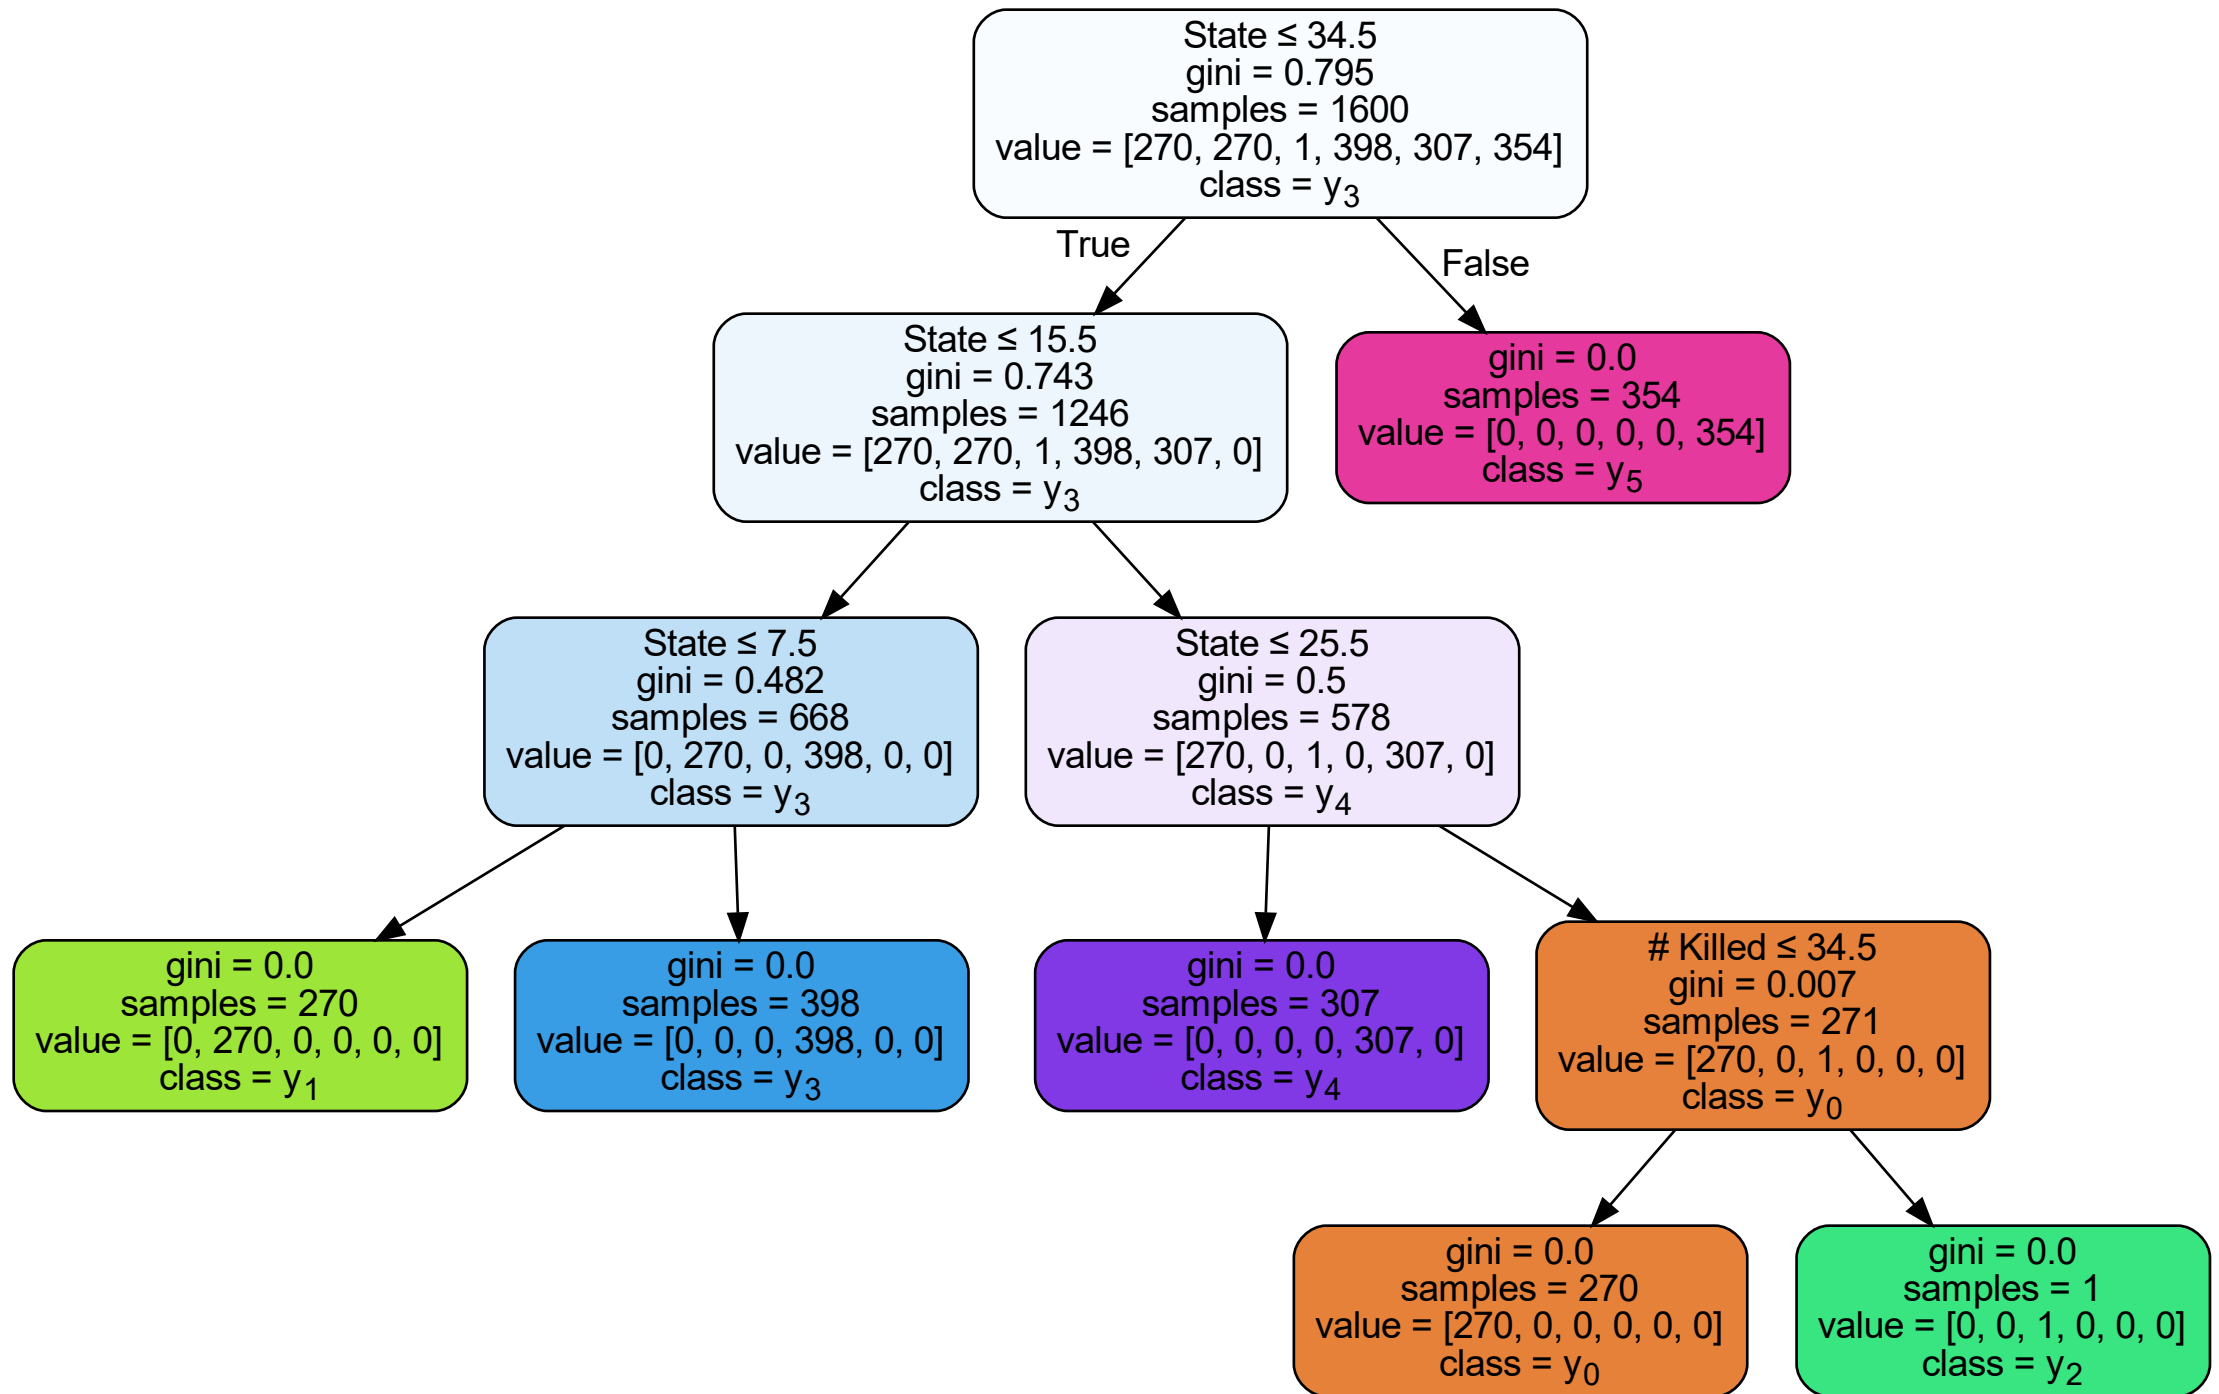 State ≤ 34.5
gini = 0.795
samples = 1600
value = [270, 270, 1, 398, 307, 354]
class = y₃
True
False
State ≤ 15.5
gini = 0.743
samples = 1246
value = [270, 270, 1, 398, 307, 0]
class = y₃
gini = 0.0
samples = 354
value = [0, 0, 0, 0, 0, 354]
class = y₅
State ≤ 7.5
gini = 0.482
samples = 668
value = [0, 270, 0, 398, 0, 0]
class = y₃
State ≤ 25.5
gini = 0.5
samples = 578
value = [270, 0, 1, 0, 307, 0]
class = y₄
gini = 0.0
samples = 270
value = [0, 270, 0, 0, 0, 0]
class = y₁
gini = 0.0
samples = 398
value = [0, 0, 0, 398, 0, 0]
class = y₃
gini = 0.0
samples = 307
value = [0, 0, 0, 0, 307, 0]
class = y₄
# Killed ≤ 34.5
gini = 0.007
samples = 271
value = [270, 0, 1, 0, 0, 0]
class = y₀
gini = 0.0
samples = 270
value = [270, 0, 0, 0, 0, 0]
class = y₀
gini = 0.0
samples = 1
value = [0, 0, 1, 0, 0, 0]
class = y₂